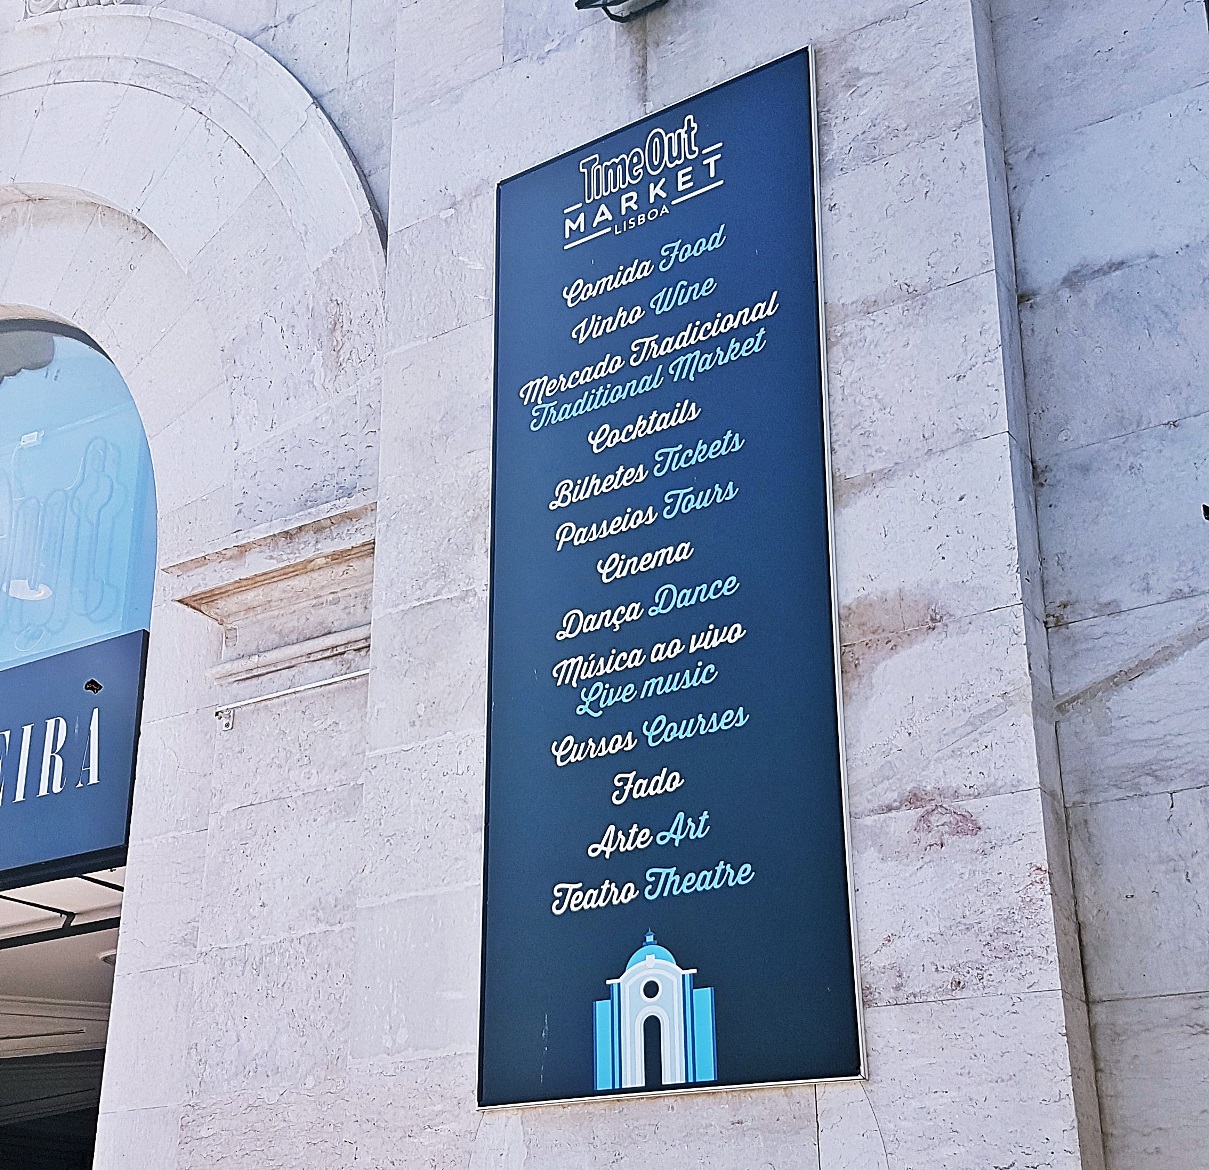 Time Out
MARKET
LISBOA
Comida Food
Vinho Wine
Mercado Tradicional
Traditional Market
Cocktails
Bilhetes Tickets
Passeios Tours
Cinema
Dança Dance
Música ao vivo
Live music
Cursos Courses
Fado
Arte Art
Teatro Theatre
EIRA